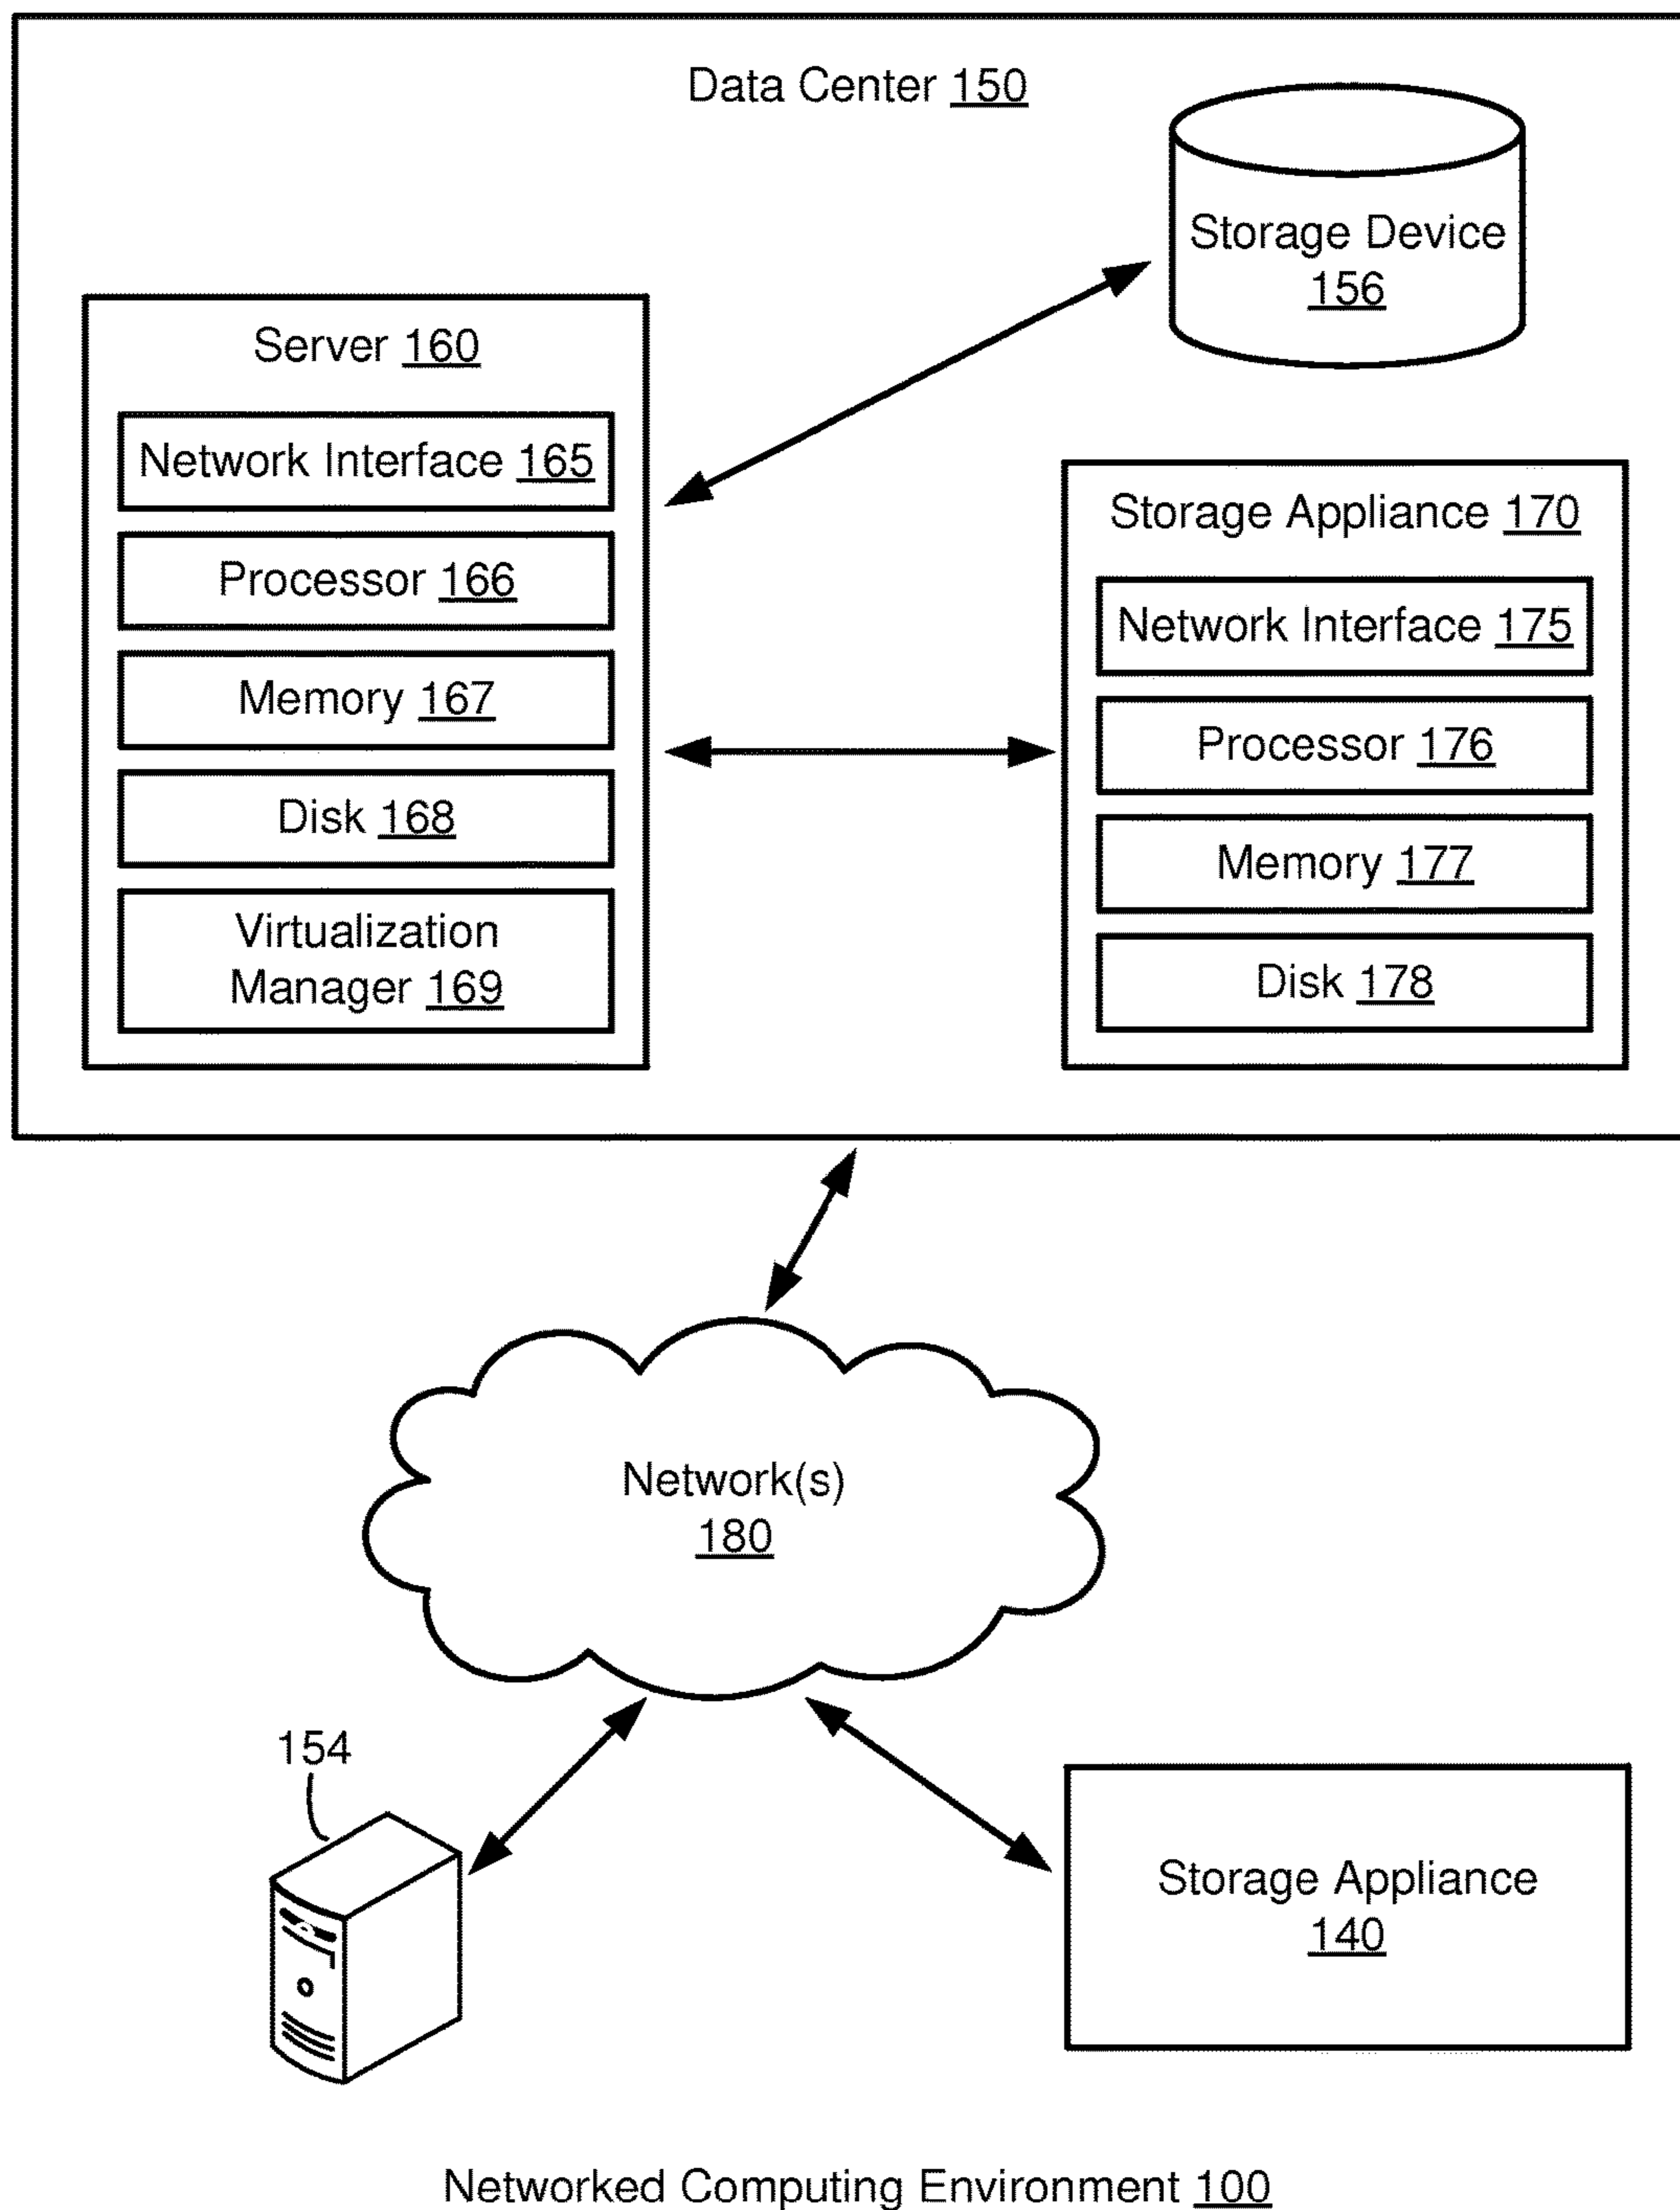 Data Center 150
Storage Device
156
Server 160
Network Interface 165
Processor 166
Memory 167
Disk 168
Virtualization
Manager 169
Storage Appliance 170
Network Interface 175
Processor 176
Memory 177
Disk 178
Network(s)
180
154
Storage Appliance
140
Networked Computing Environment 100